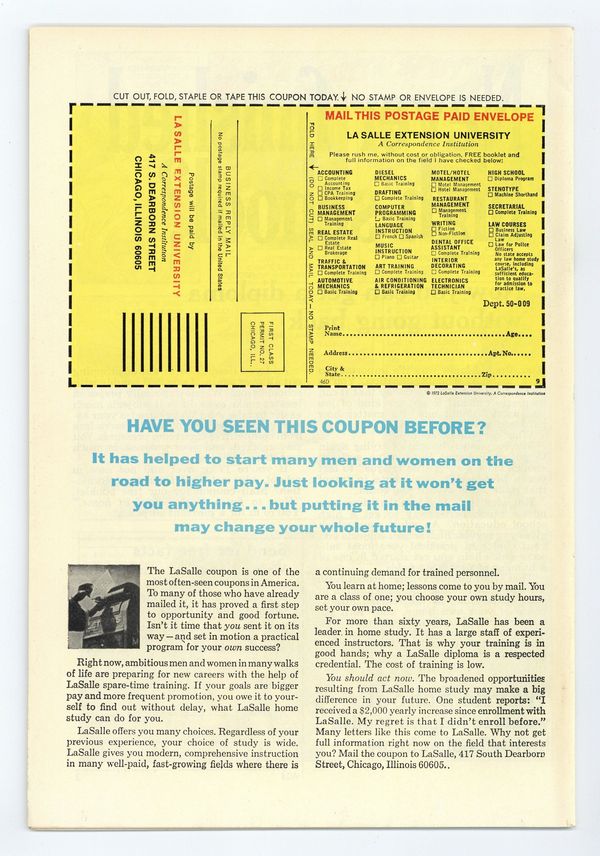 CUT OUT, FOLD, STAPLE OR TAPE THIS COUPON TODAY. ↓ NO STAMP OR ENVELOPE IS NEEDED.
LA SALLE EXTENSION UNIVERSITY
A Correspondence Institution
417 S. DEARBORN STREET
CHICAGO, ILLINOIS 60605
Postage will be paid by
BUSINESS REPLY MAIL
No postage stamp required if mailed in the United States
FIRST CLASS
PERMIT NO. 27
CHICAGO, ILL.
FOLD HERE (DO NOT CUT) SEAL AND MAIL TODAY—NO STAMP NEEDED.
MAIL THIS POSTAGE PAID ENVELOPE
LA SALLE EXTENSION UNIVERSITY
A Correspondence Institution
Please rush me, without cost or obligation, FREE booklet and
full information on the field I have checked below:
ACCOUNTING
☐ Complete
Accounting
☐ Income Tax
☐ CPA Training
☐ Bookkeeping
BUSINESS
MANAGEMENT
☐ Management
Training
REAL ESTATE
☐ Complete Real
Estate
☐ Real Estate
Brokerage
TRAFFIC &
TRANSPORTATION
☐ Complete Training
AUTOMOTIVE
MECHANICS
☐ Basic Training
DIESEL
MECHANICS
☐ Basic Training
DRAFTING
☐ Complete Training
COMPUTER
PROGRAMMING
☐ Basic Training
LANGUAGE
INSTRUCTION
☐ French ☐ Spanish
MUSIC
INSTRUCTION
☐ Piano ☐ Guitar
ART TRAINING
☐ Complete Training
AIR CONDITIONING
& REFRIGERATION
☐ Basic Training
MOTEL/HOTEL
MANAGEMENT
☐ Motel Management
☐ Hotel Management
RESTAURANT
MANAGEMENT
☐ Management
Training
WRITING
☐ Fiction
☐ Non-Fiction
DENTAL OFFICE
ASSISTANT
☐ Complete Training
INTERIOR
DECORATING
☐ Complete Training
ELECTRONICS
TECHNICIAN
☐ Basic Training
HIGH SCHOOL
☐ Diploma Program
STENOTYPE
☐ Machine Shorthand
SECRETARIAL
☐ Complete Training
LAW COURSES
☐ Business Law
☐ Claim Adjusting
Law
☐ Law for Police
Officers
No state accepts
any law home study
course, including
LaSalle's, as
sufficient educa-
tion to qualify
for admission to
practice law.
Dept. 50-009
Print
Name Age
Address Apt. No.
City &
State Zip
46D 9
© 1972 LaSalle Extension University, A Correspondence Institution
HAVE YOU SEEN THIS COUPON BEFORE?
It has helped to start many men and women on the
road to higher pay. Just looking at it won't get
you anything...but putting it in the mail
may change your whole future!
The LaSalle coupon is one of the
most often-seen coupons in America.
To many of those who have already
mailed it, it has proved a first step
to opportunity and good fortune.
Isn't it time that you sent it on its
way—and set in motion a practical
program for your own success?
Right now, ambitious men and women in many walks
of life are preparing for new careers with the help of
LaSalle spare-time training. If your goals are bigger
pay and more frequent promotion, you owe it to your-
self to find out without delay, what LaSalle home
study can do for you.
LaSalle offers you many choices. Regardless of your
previous experience, your choice of study is wide.
LaSalle gives you modern, comprehensive instruction
in many well-paid, fast-growing fields where there is
a continuing demand for trained personnel.
You learn at home; lessons come to you by mail. You
are a class of one; you choose your own study hours,
set your own pace.
For more than sixty years, LaSalle has been a
leader in home study. It has a large staff of experi-
enced instructors. That is why your training is in
good hands; why a LaSalle diploma is a respected
credential. The cost of training is low.
You should act now. The broadened opportunities
resulting from LaSalle home study may make a big
difference in your future. One student reports: "I
received a $2,000 yearly increase since enrollment with
LaSalle. My regret is that I didn't enroll before."
Many letters like this come to LaSalle. Why not get
full information right now on the field that interests
you? Mail the coupon to LaSalle, 417 South Dearborn
Street, Chicago, Illinois 60605..